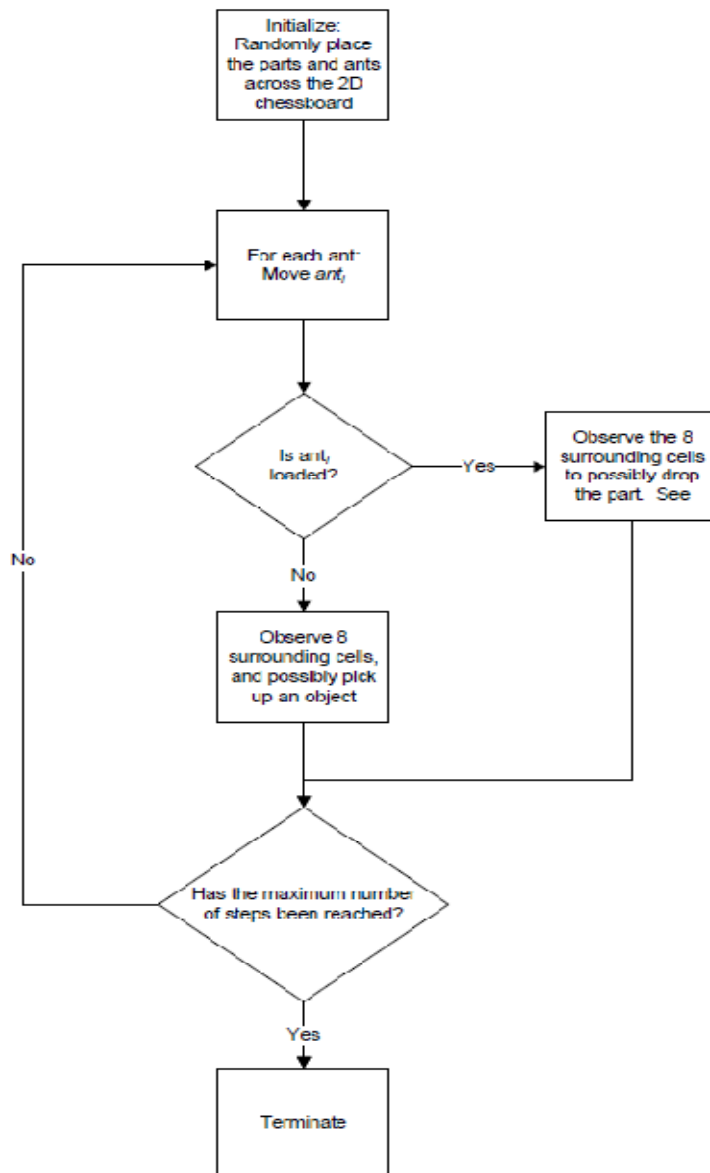 Initialize:
Randomly place
the parts and ants
across the 2D
chessboard
For each ant:
Move ant_i
Is ant_i
loaded?
Yes
Observe the 8
surrounding cells
to possibly drop
the part. See
No
No
Observe 8
surrounding cells,
and possibly pick
up an object
Has the maximum number
of steps been reached?
Yes
Terminate